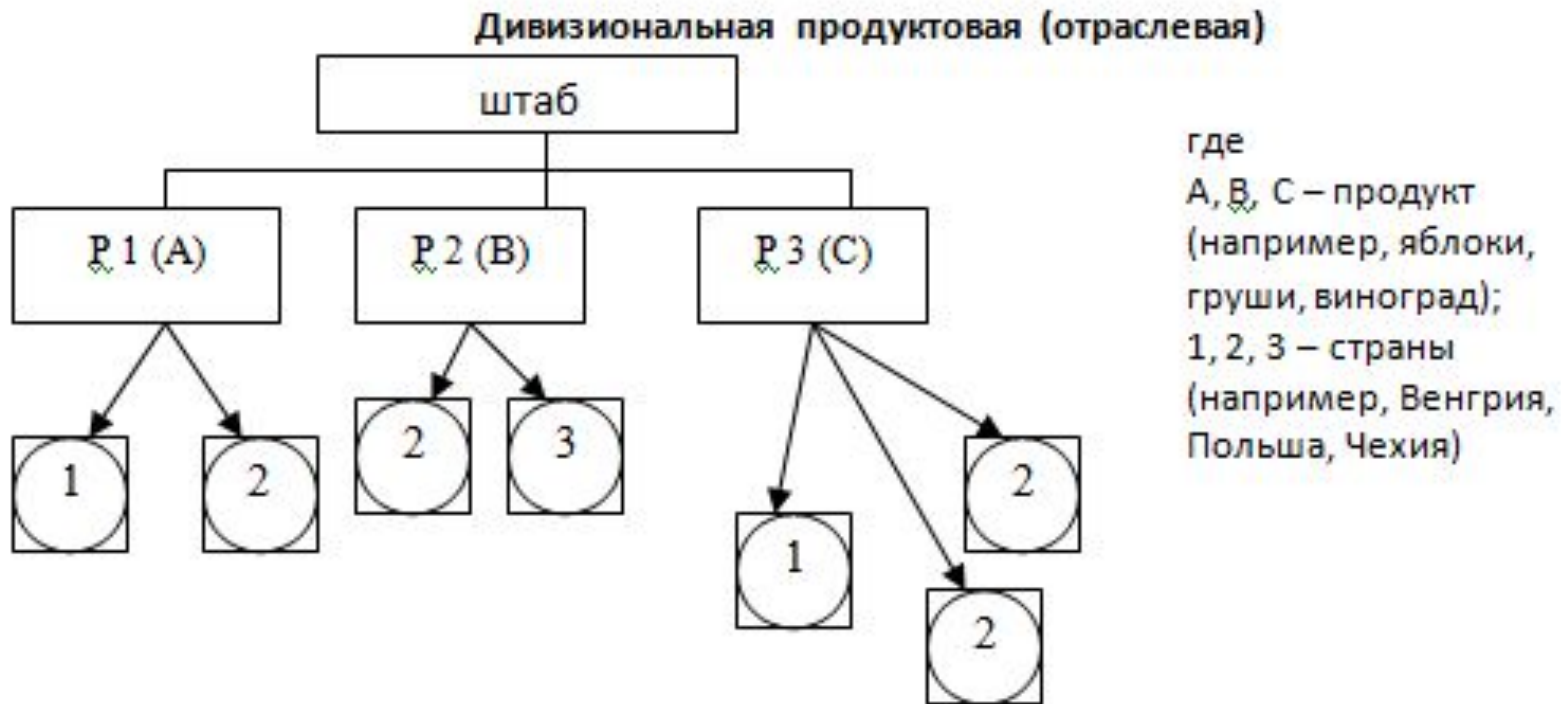 Дивизиональная продуктовая (отраслевая)
штаб
где
А, В, С – продукт
(например, яблоки,
груши, виноград);
1, 2, 3 – страны
(например, Венгрия,
Польша, Чехия)
Р 1 (А)
Р 2 (В)
Р 3 (С)
1
2
2
3
1
2
2